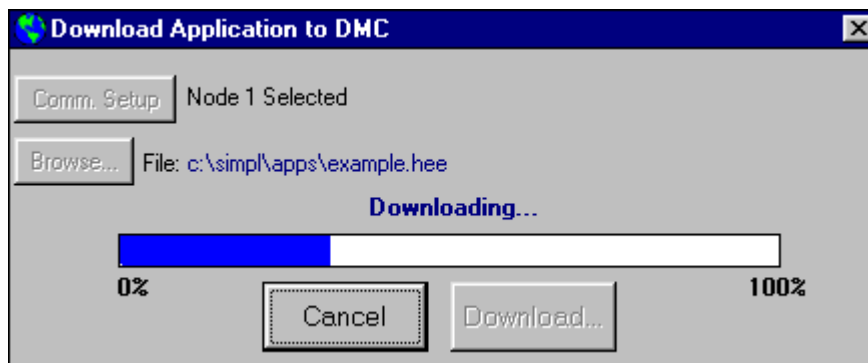 Download Application to DMC
Comm. Setup Node 1 Selected
Browse... File: c:\simpl\apps\example.hee
Downloading...
0% 100%
Cancel Download...